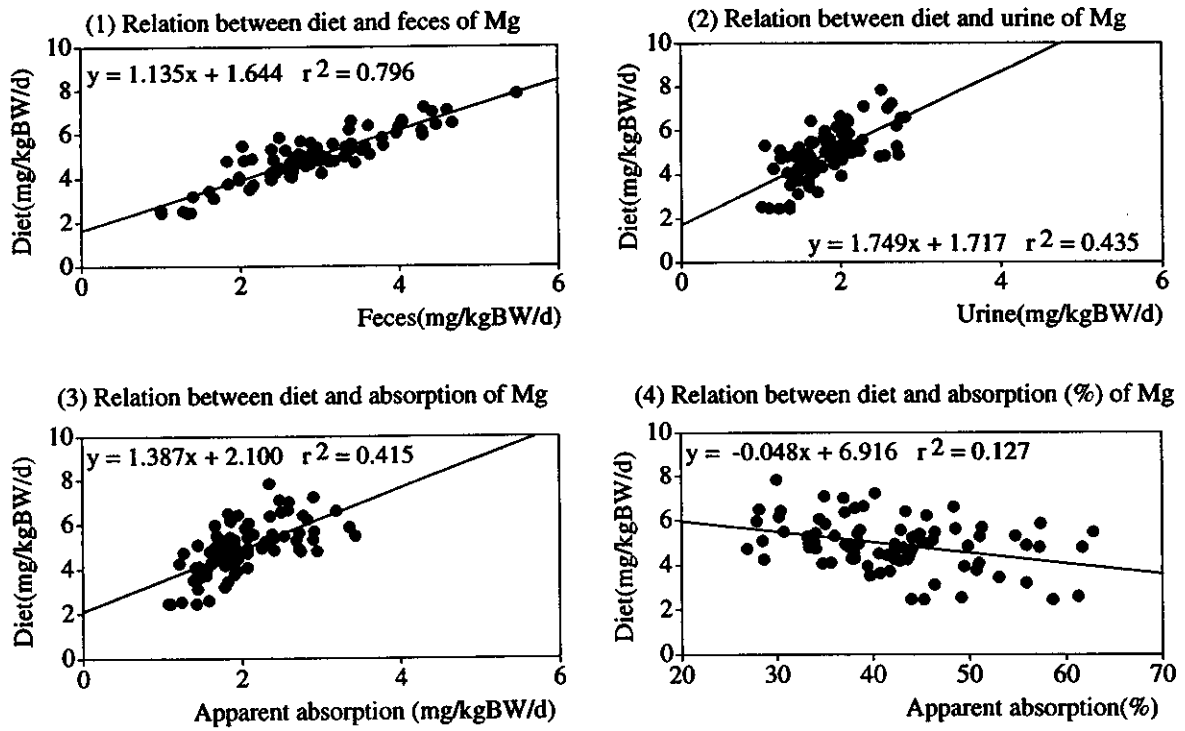 (1) Relation between diet and feces of Mg
10
8
6
4
2
0
Diet(mg/kgBW/d)
y = 1.135x + 1.644 r² = 0.796
0 2 4 6
Feces(mg/kgBW/d)
(2) Relation between diet and urine of Mg
10
8
6
4
2
0
Diet(mg/kgBW/d)
y = 1.749x + 1.717 r² = 0.435
0 2 4 6
Urine(mg/kgBW/d)
(3) Relation between diet and absorption of Mg
10
8
6
4
2
0
Diet(mg/kgBW/d)
y = 1.387x + 2.100 r² = 0.415
0 2 4 6
Apparent absorption (mg/kgBW/d)
(4) Relation between diet and absorption (%) of Mg
10
8
6
4
2
0
Diet(mg/kgBW/d)
y = -0.048x + 6.916 r² = 0.127
20 30 40 50 60 70
Apparent absorption(%)